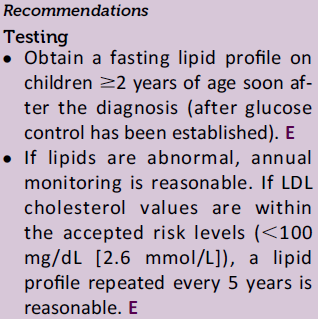 Recommendations
Testing
• Obtain a fasting lipid profile on
children ≥2 years of age soon af-
ter the diagnosis (after glucose
control has been established). E
• If lipids are abnormal, annual
monitoring is reasonable. If LDL
cholesterol values are within
the accepted risk levels (<100
mg/dL [2.6 mmol/L]), a lipid
profile repeated every 5 years is
reasonable. E